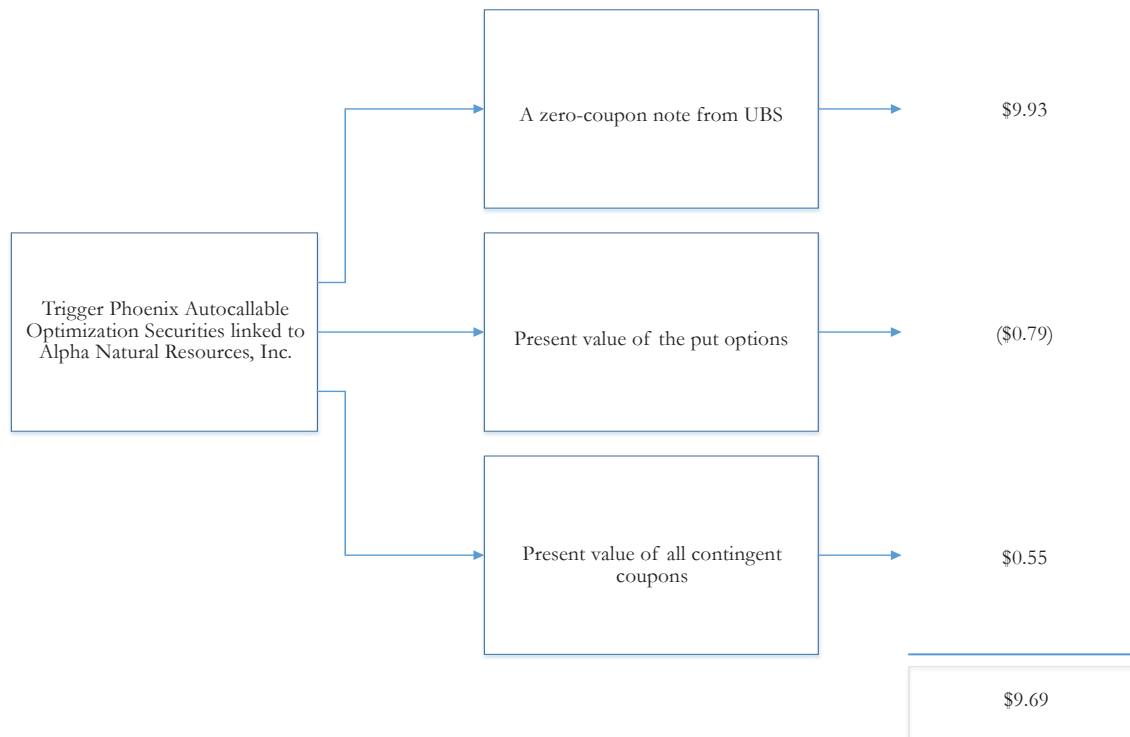 A zero-coupon note from UBS
$9.93
Trigger Phoenix Autocallable
Optimization Securities linked to
Alpha Natural Resources, Inc.
Present value of the put options
($0.79)
Present value of all contingent
coupons
$0.55
$9.69